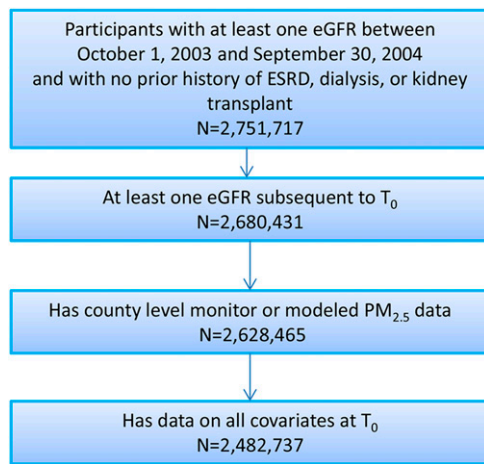 Participants with at least one eGFR between
October 1, 2003 and September 30, 2004
and with no prior history of ESRD, dialysis, or kidney
transplant
N=2,751,717
At least one eGFR subsequent to T₀
N=2,680,431
Has county level monitor or modeled PM₂.₅ data
N=2,628,465
Has data on all covariates at T₀
N=2,482,737